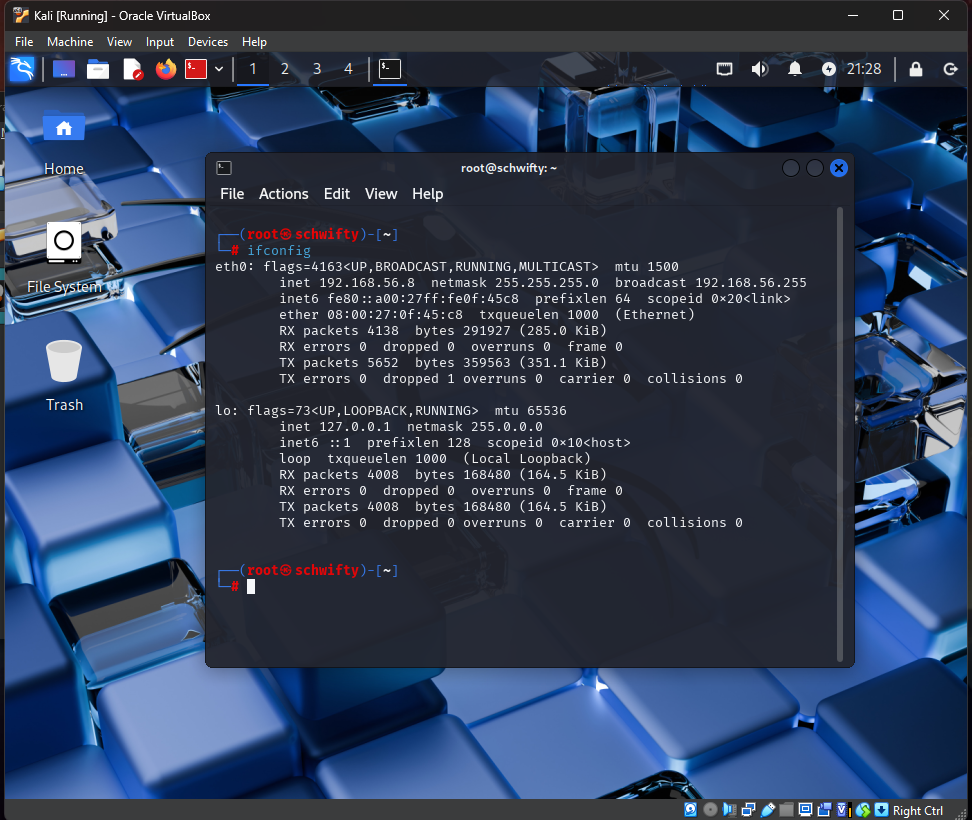 Kali [Running] - Oracle VirtualBox
File Machine View Input Devices Help
1 2 3 4 21:28
Home
File System
Trash
root@schwifty: ~
File Actions Edit View Help
┌──(root㉿schwifty)-[~]
└─# ifconfig
eth0: flags=4163<UP,BROADCAST,RUNNING,MULTICAST>  mtu 1500
        inet 192.168.56.8  netmask 255.255.255.0  broadcast 192.168.56.255
        inet6 fe80::a00:27ff:fe0f:45c8  prefixlen 64  scopeid 0×20<link>
        ether 08:00:27:0f:45:c8  txqueuelen 1000  (Ethernet)
        RX packets 4138  bytes 291927 (285.0 KiB)
        RX errors 0  dropped 0  overruns 0  frame 0
        TX packets 5652  bytes 359563 (351.1 KiB)
        TX errors 0  dropped 1 overruns 0  carrier 0  collisions 0
lo: flags=73<UP,LOOPBACK,RUNNING>  mtu 65536
        inet 127.0.0.1  netmask 255.0.0.0
        inet6 ::1  prefixlen 128  scopeid 0×10<host>
        loop  txqueuelen 1000  (Local Loopback)
        RX packets 4008  bytes 168480 (164.5 KiB)
        RX errors 0  dropped 0  overruns 0  frame 0
        TX packets 4008  bytes 168480 (164.5 KiB)
        TX errors 0  dropped 0 overruns 0  carrier 0  collisions 0
┌──(root㉿schwifty)-[~]
└─#
Right Ctrl